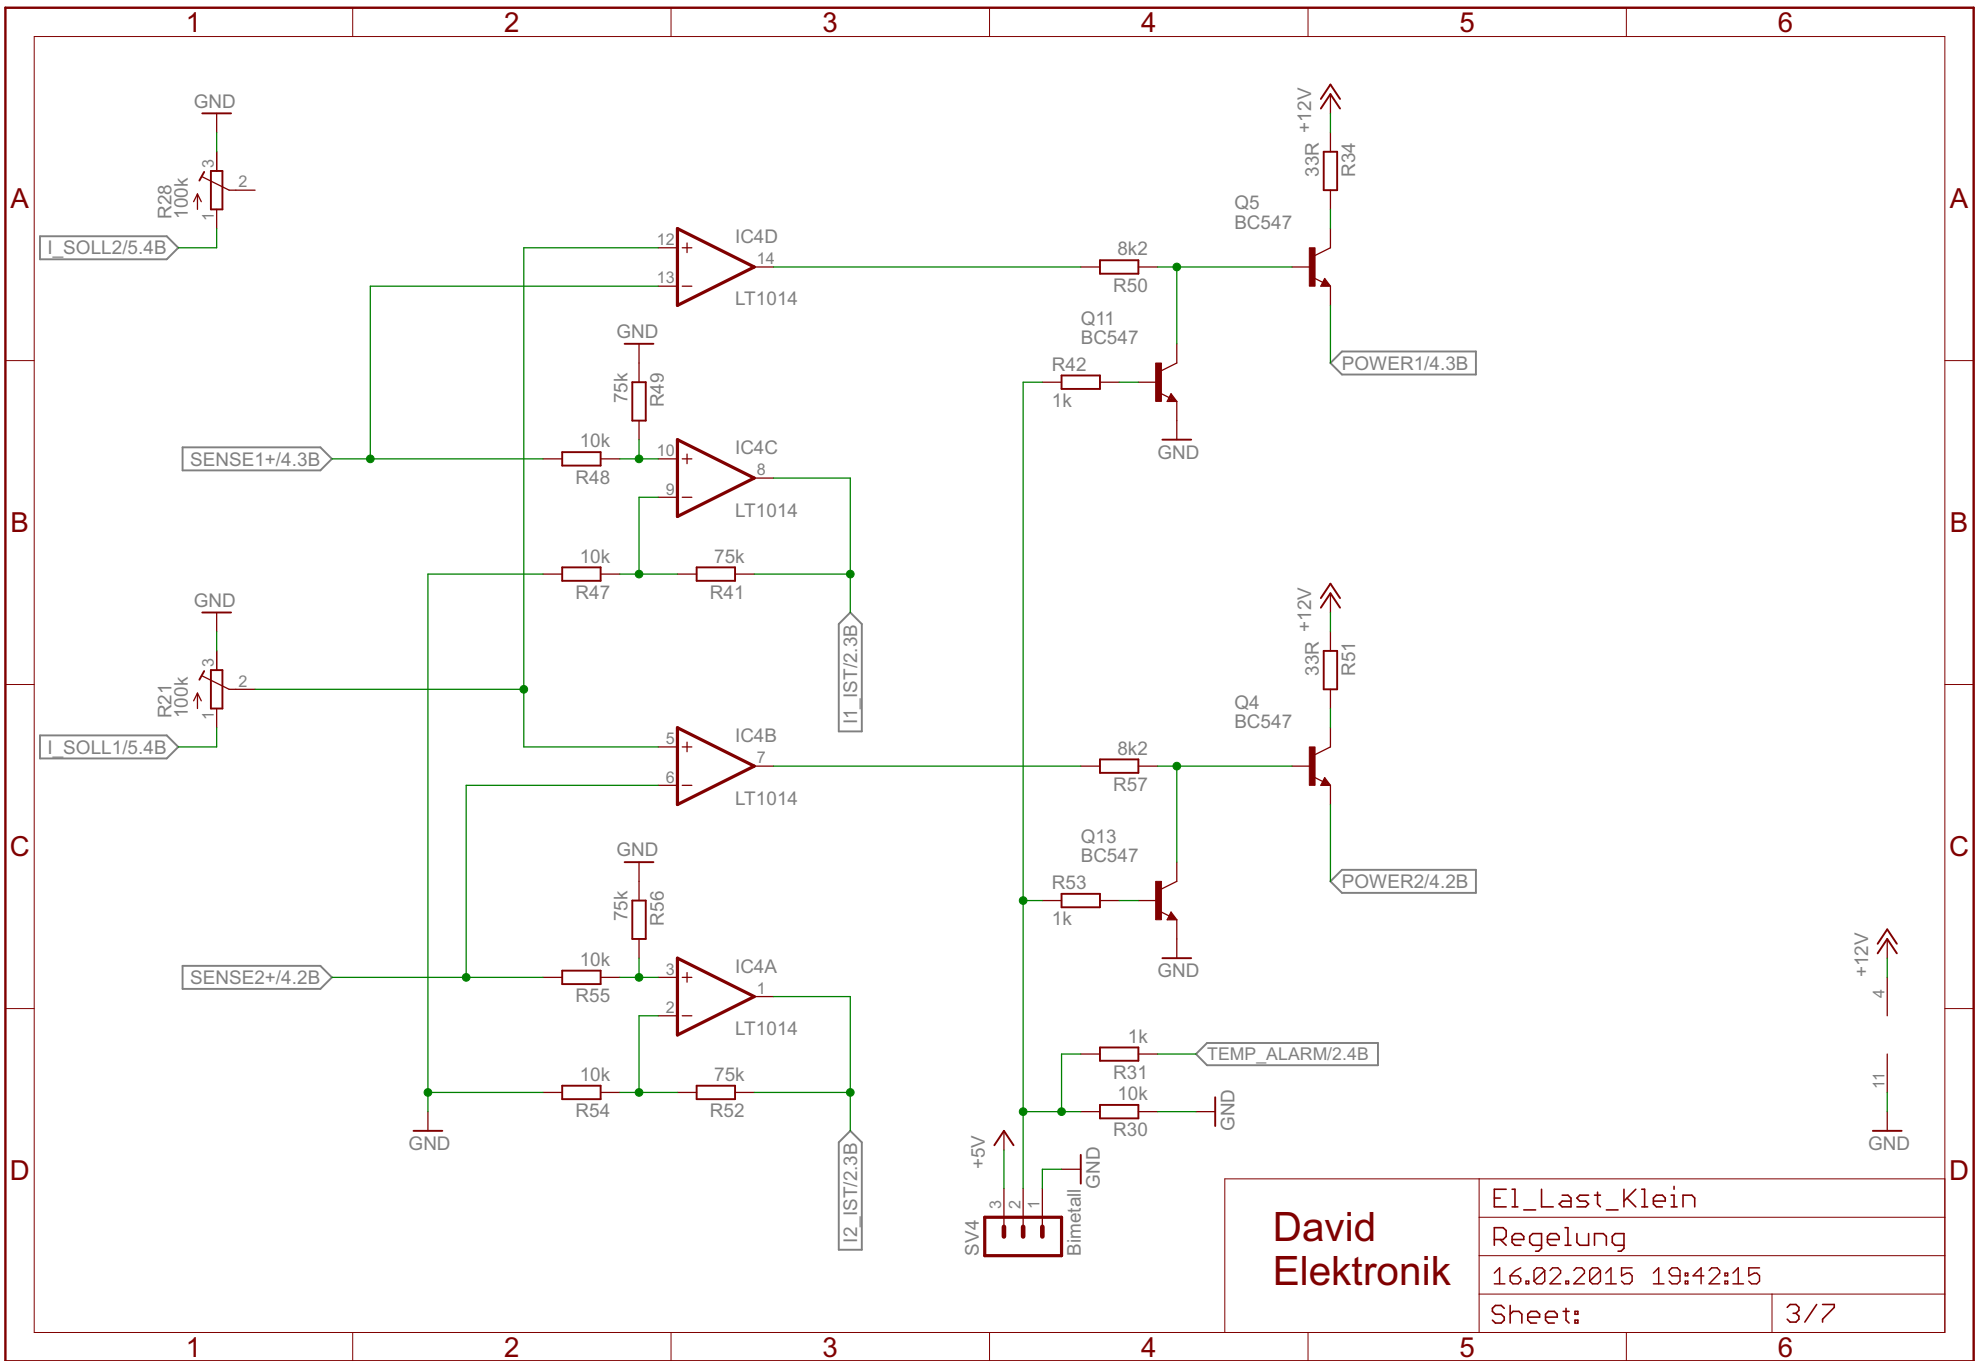 1 2 3 4 5 6
A
B
C
D
A
B
C
D
GND
R28
100k
3
2
1
I_SOLL2/5.4B
SENSE1+/4.3B
GND
R21
100k
3
2
1
I_SOLL1/5.4B
SENSE2+/4.2B
12
+
13
−
14
IC4D
LT1014
GND
75k
R49
10k
R48
10
+
9
−
8
IC4C
LT1014
10k
R47
75k
R41
I1_IST/2.3B
5
+
6
−
7
IC4B
LT1014
GND
75k
R56
10k
R55
3
+
2
−
1
IC4A
LT1014
10k
R54
75k
R52
GND
I2_IST/2.3B
+12V
33R
R34
Q5
BC547
8k2
R50
Q11
BC547
R42
1k
GND
POWER1/4.3B
+12V
33R
R51
Q4
BC547
8k2
R57
Q13
BC547
R53
1k
GND
POWER2/4.2B
1k
R31
TEMP_ALARM/2.4B
10k
R30
GND
+5V
GND
3
2
1
SV4
Bimetall
+12V
4
11
GND
David
Elektronik
El_Last_Klein
Regelung
16.02.2015 19:42:15
Sheet: 3/7
1 2 3 4 5 6